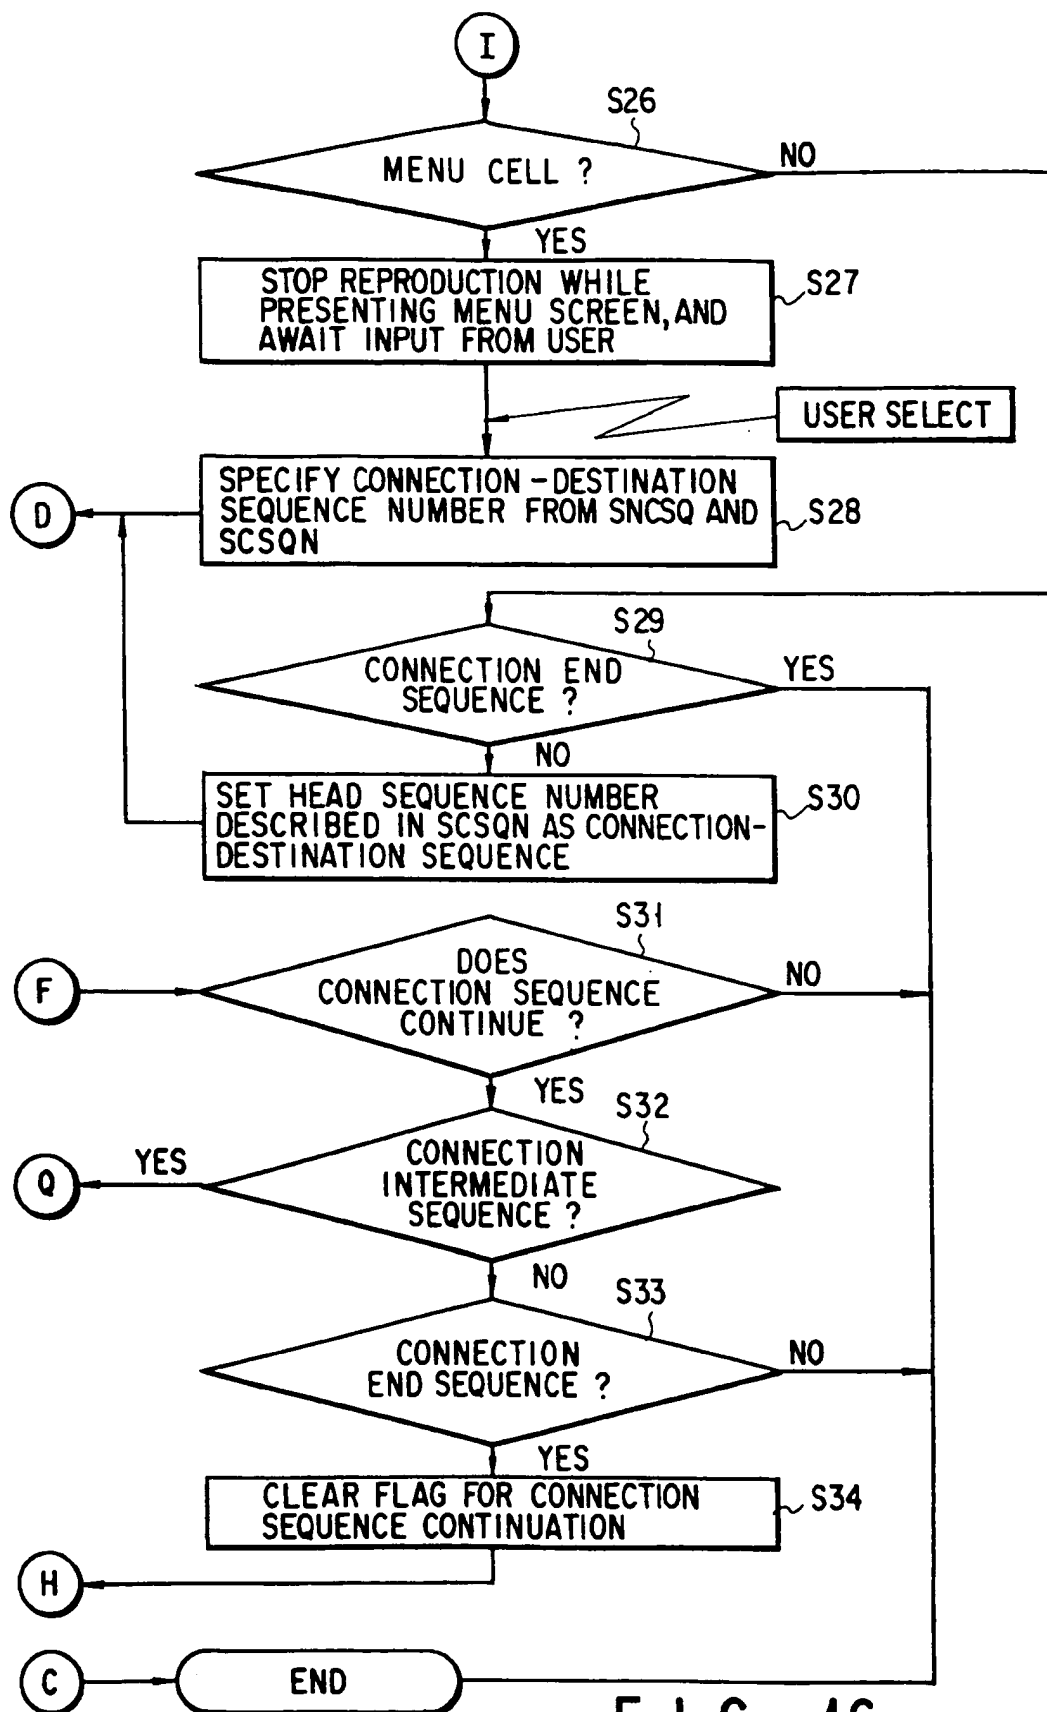 I
S26
MENU CELL ?
NO
YES
STOP REPRODUCTION WHILE
PRESENTING MENU SCREEN, AND
AWAIT INPUT FROM USER
S27
USER SELECT
SPECIFY CONNECTION-DESTINATION
SEQUENCE NUMBER FROM SNCSQ AND
SCSQN
S28
D
S29
CONNECTION END
SEQUENCE ?
YES
NO
SET HEAD SEQUENCE NUMBER
DESCRIBED IN SCSQN AS CONNECTION-
DESTINATION SEQUENCE
S30
S31
F
DOES
CONNECTION SEQUENCE
CONTINUE ?
NO
YES
S32
Q
YES
CONNECTION
INTERMEDIATE
SEQUENCE ?
NO
S33
CONNECTION
END SEQUENCE ?
NO
YES
CLEAR FLAG FOR CONNECTION
SEQUENCE CONTINUATION
S34
H
C
END